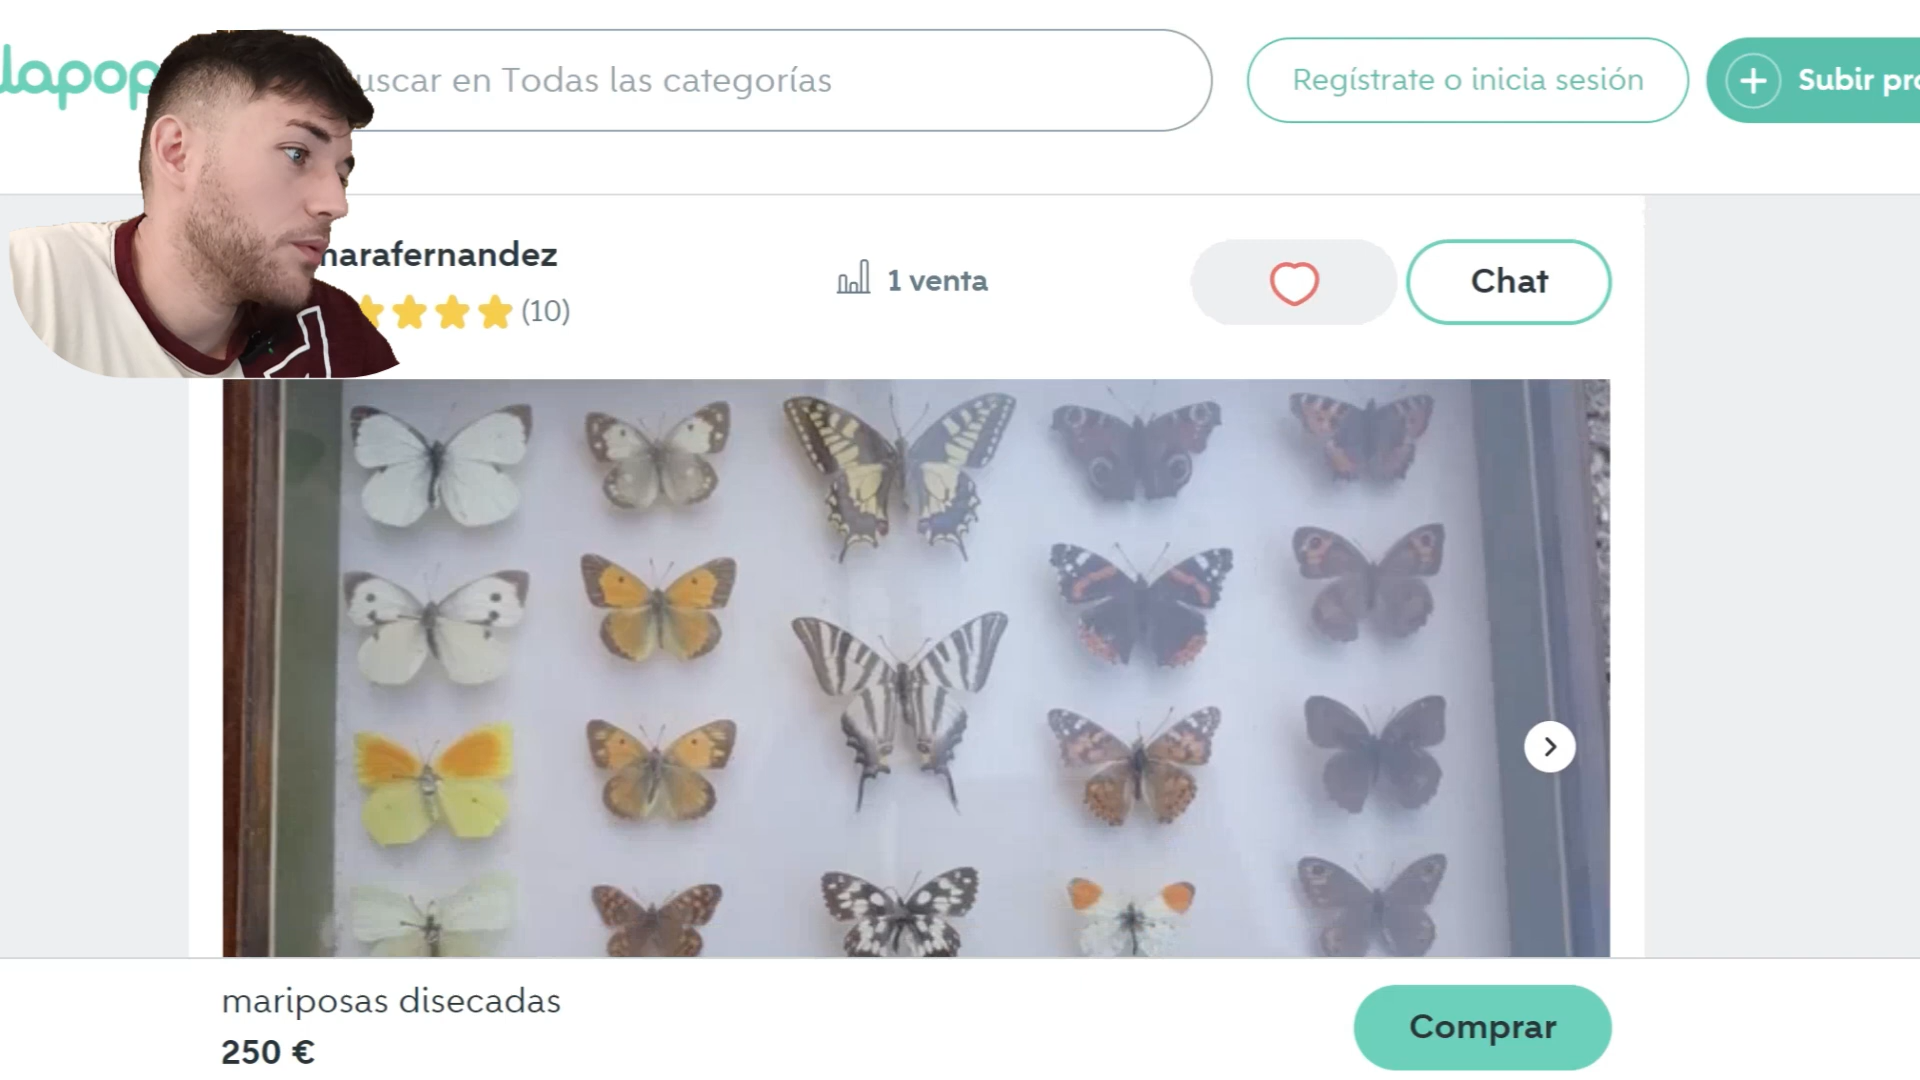 lapop
uscar en Todas las categorías
Regístrate o inicia sesión
+ Subir pro
narafernandez
(10)
1 venta
Chat
mariposas disecadas
250 €
Comprar